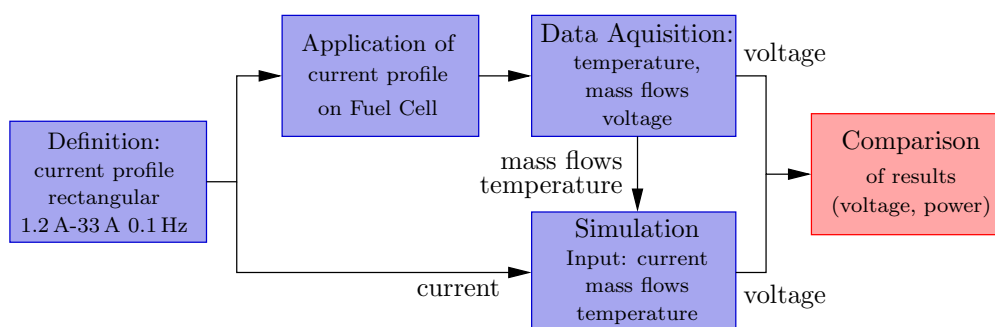 Definition:
current profile
rectangular
1.2 A-33 A 0.1 Hz
Application of
current profile
on Fuel Cell
Data Aquisition:
temperature,
mass flows
voltage
voltage
mass flows
temperature
Simulation
Input: current
mass flows
temperature
current
voltage
Comparison
of results
(voltage, power)